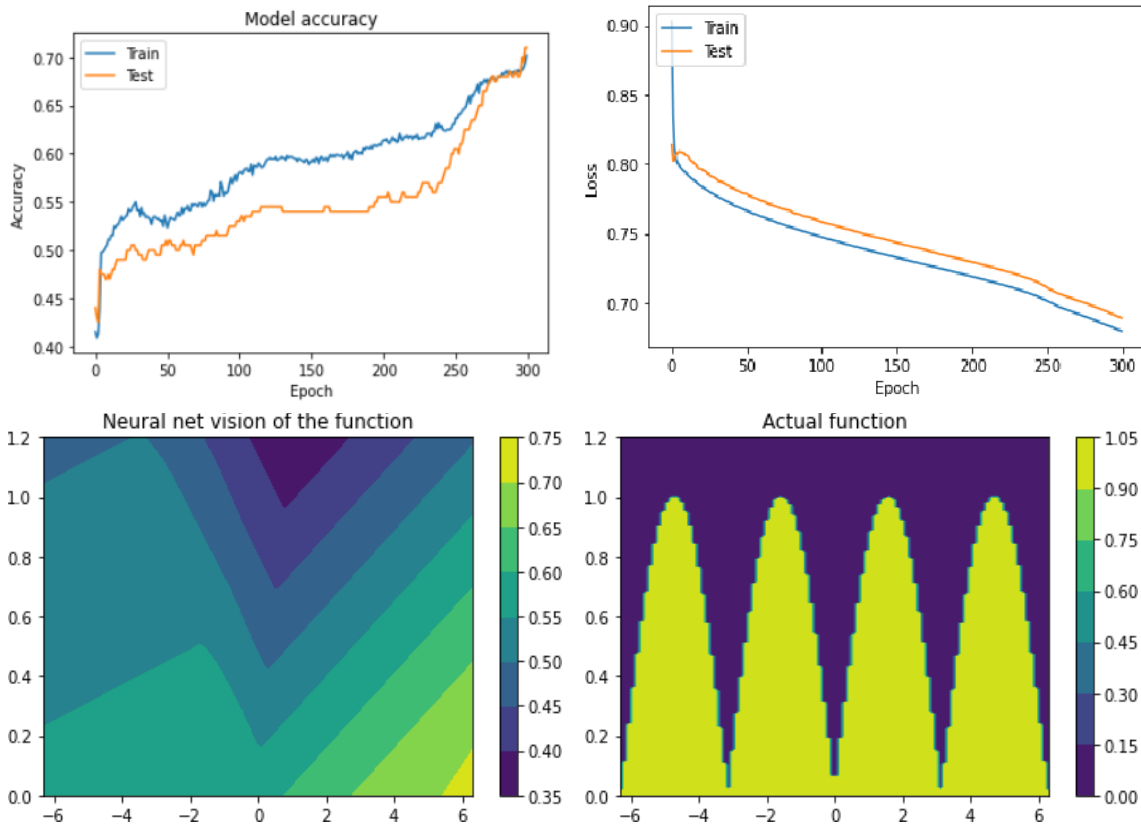 Model accuracy
Train
Test
0.70
0.65
0.60
0.55
0.50
0.45
0.40
Accuracy
0 50 100 150 200 250 300
Epoch
0.90
0.85
0.80
0.75
0.70
Loss
Train
Test
0 50 100 150 200 250 300
Epoch
Neural net vision of the function
1.2
1.0
0.8
0.6
0.4
0.2
0.0
−6 −4 −2 0 2 4 6
0.75
0.70
0.65
0.60
0.55
0.50
0.45
0.40
0.35
Actual function
1.2
1.0
0.8
0.6
0.4
0.2
0.0
−6 −4 −2 0 2 4 6
1.05
0.90
0.75
0.60
0.45
0.30
0.15
0.00